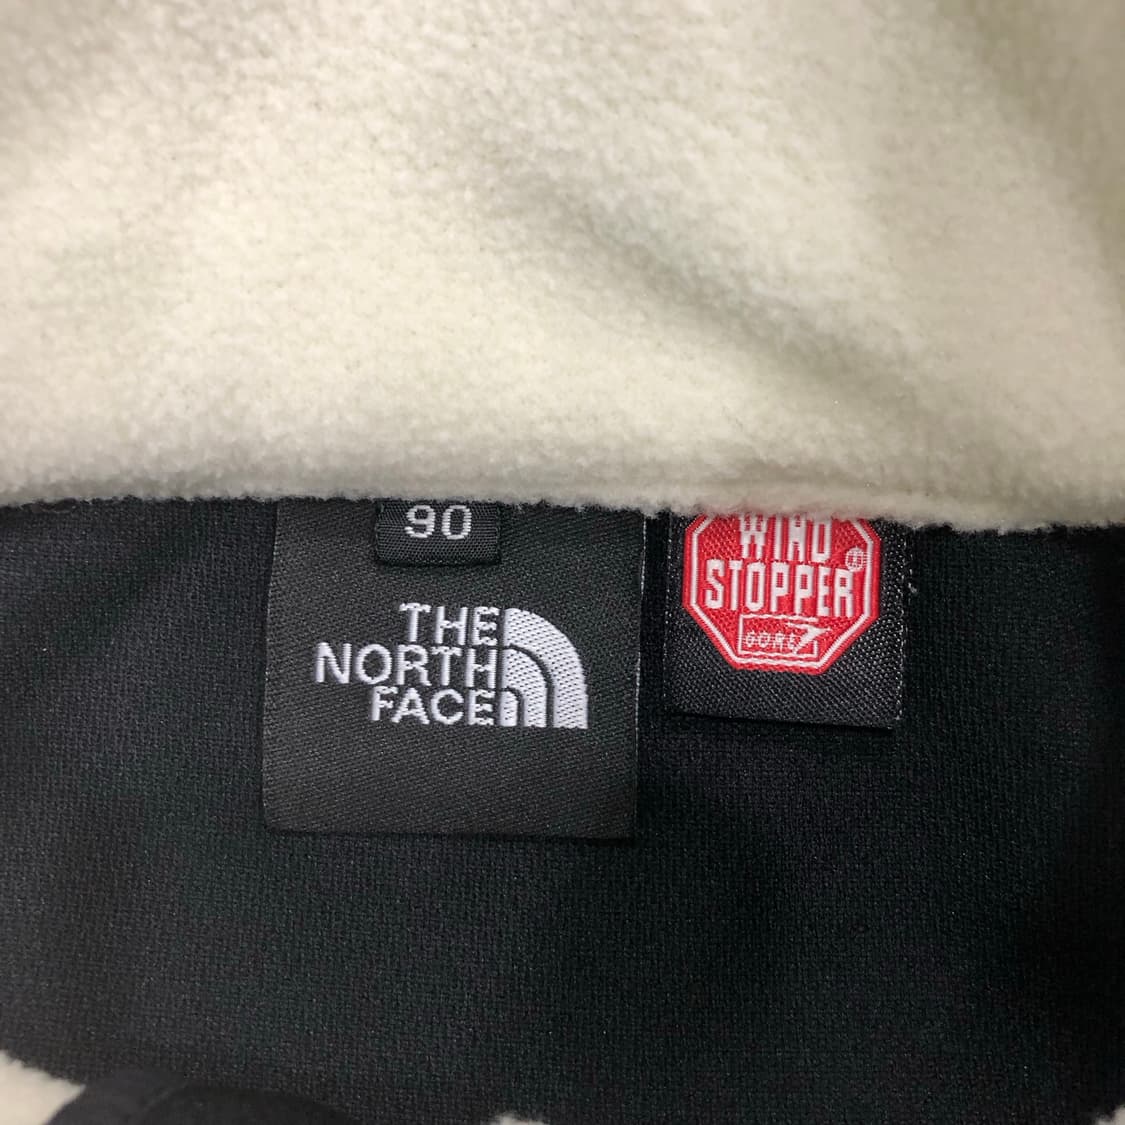 90
THE
NORTH
FACE
WIND
STOPPER
GORE